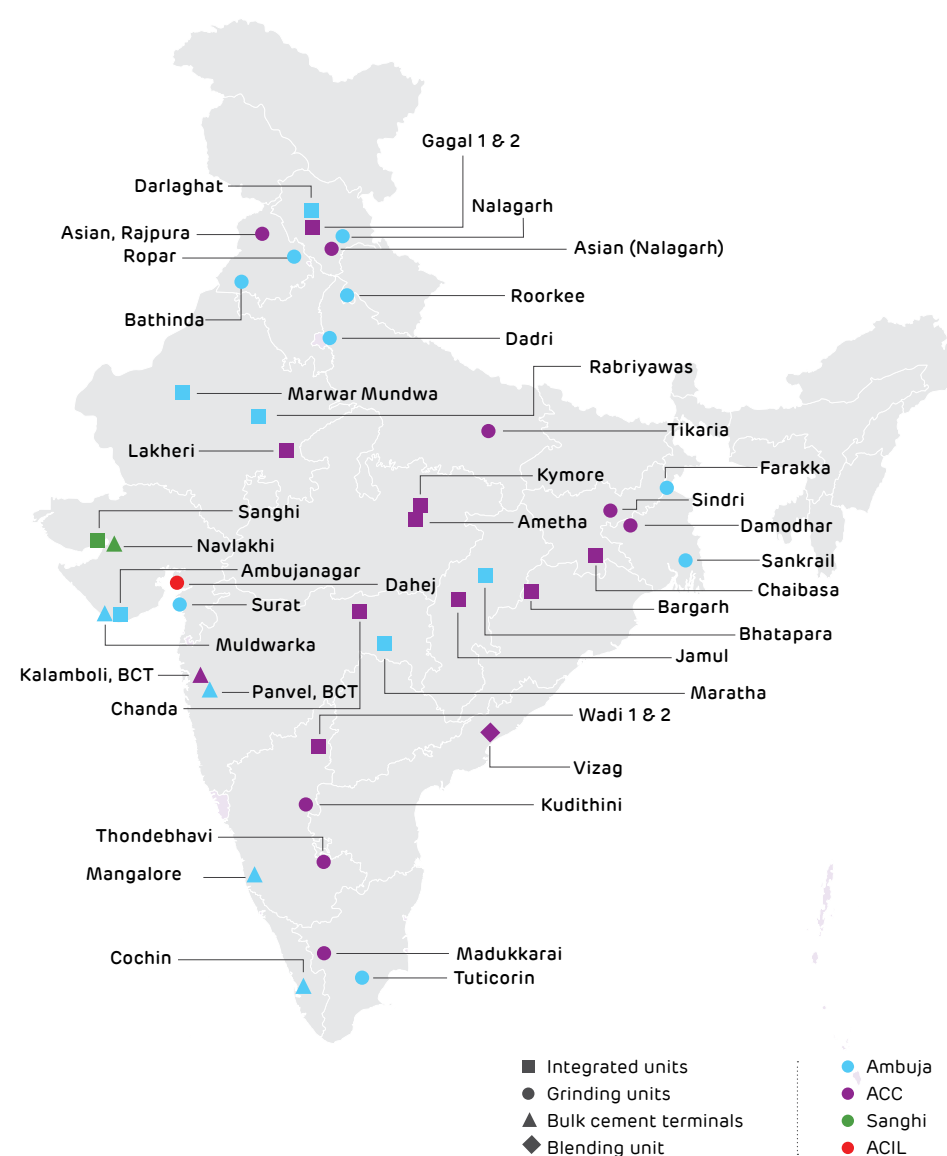 Gagal 1 & 2
Darlaghat
Nalagarh
Asian, Rajpura
Asian (Nalagarh)
Ropar
Roorkee
Bathinda
Dadri
Rabriyawas
Marwar Mundwa
Tikaria
Lakheri
Farakka
Kymore
Sindri
Sanghi
Ametha
Damodhar
Navlakhi
Sankrail
Ambujanagar
Dahej
Chaibasa
Surat
Bargarh
Bhatapara
Muldwarka
Jamul
Kalamboli, BCT
Panvel, BCT
Maratha
Chanda
Wadi 1 & 2
Vizag
Kudithini
Thondebhavi
Mangalore
Madukkarai
Cochin
Tuticorin
Integrated units
Grinding units
Bulk cement terminals
Blending unit
Ambuja
ACC
Sanghi
ACIL